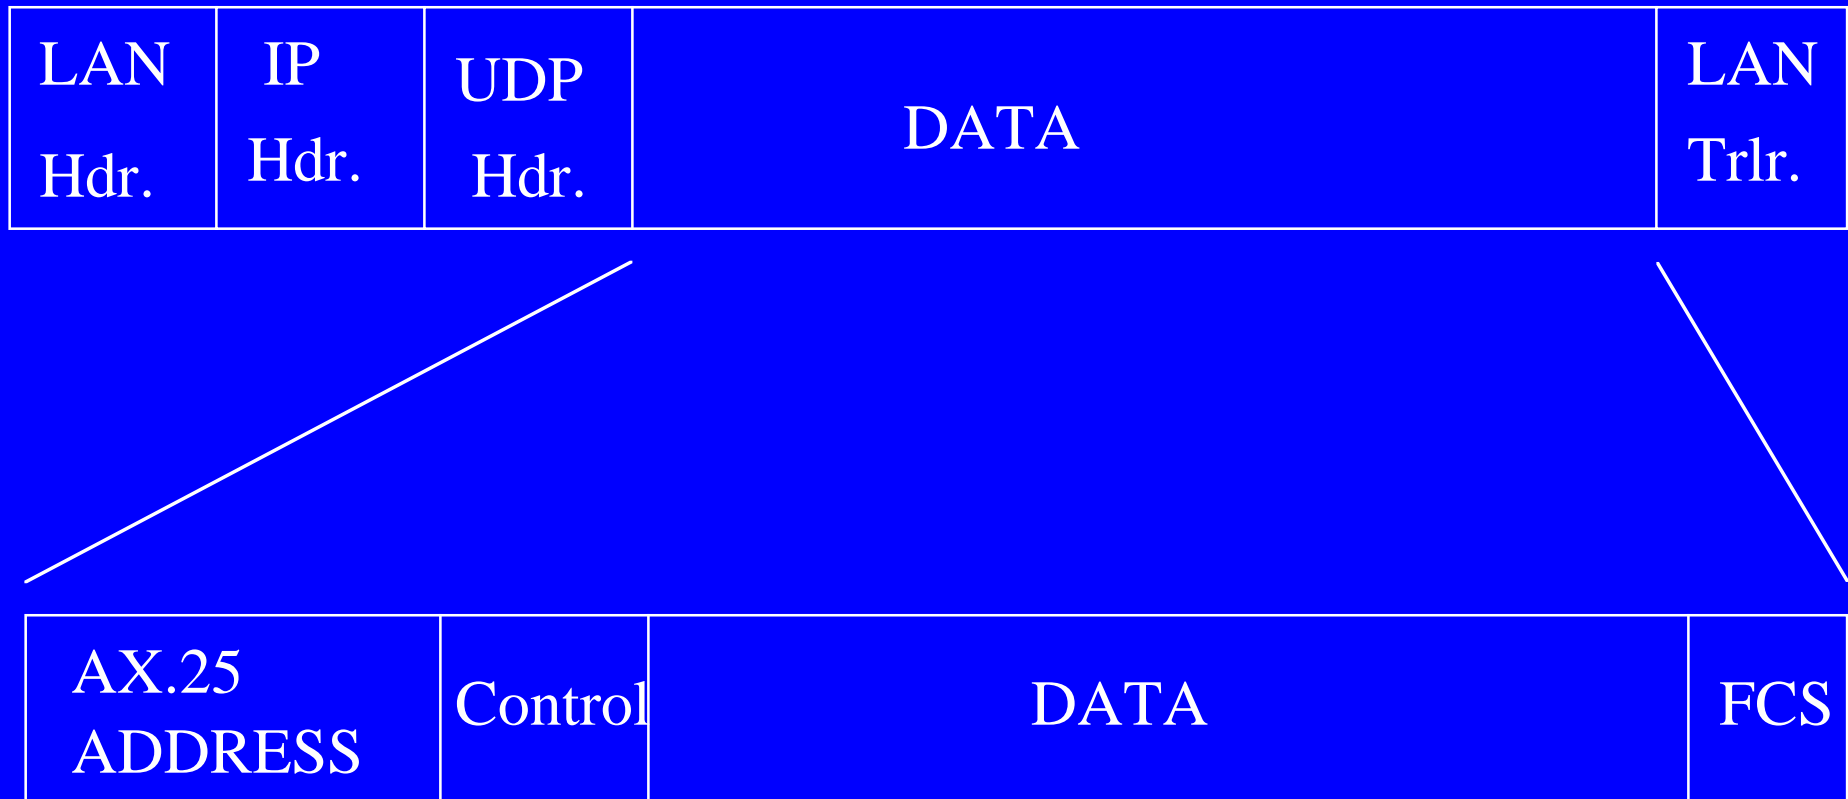 LAN
Hdr.
IP
Hdr.
UDP
Hdr.
DATA
LAN
Trlr.
AX.25
ADDRESS
Control
DATA
FCS